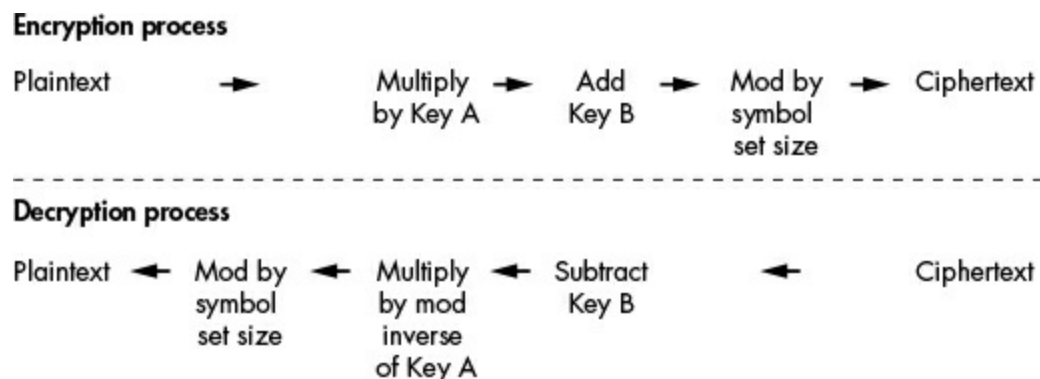 Encryption process
Plaintext Multiply Add Mod by Ciphertext
by Key A Key B symbol
set size
Decryption process
Plaintext Mod by Multiply Subtract Ciphertext
symbol by mod Key B
set size inverse
of Key A